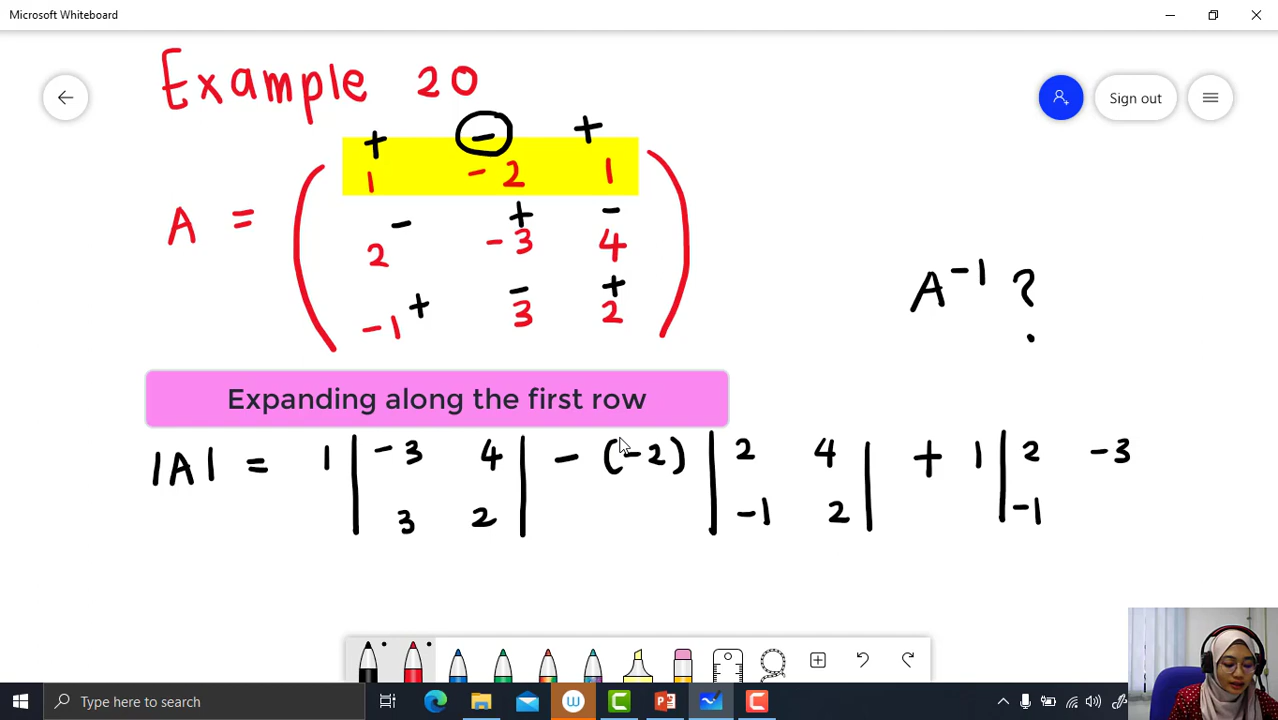 Microsoft Whiteboard
Example 20
Sign out
+ - +
1 -2 1
- + -
A = 2 -3 4
+ - +
-1 3 2
A⁻¹ ?
Expanding along the first row
|A| = 1 | -3 4 | - (-2) | 2 4 | + 1 | 2 -3
3 2 -1 2 -1
Type here to search